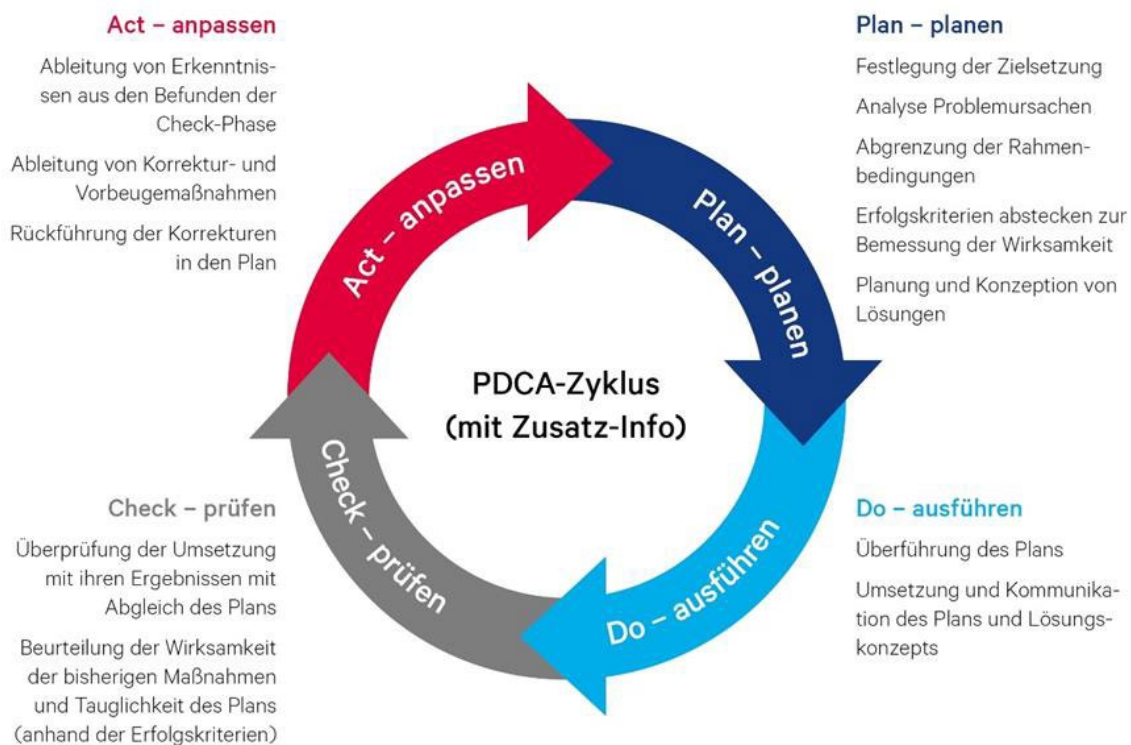 Act – anpassen
Ableitung von Erkenntnis-
sen aus den Befunden der
Check-Phase
Ableitung von Korrektur- und
Vorbeugemaßnahmen
Rückführung der Korrekturen
in den Plan
Plan – planen
Festlegung der Zielsetzung
Analyse Problemursachen
Abgrenzung der Rahmen-
bedingungen
Erfolgskriterien abstecken zur
Bemessung der Wirksamkeit
Planung und Konzeption von
Lösungen
Act – anpassen
Plan – planen
PDCA-Zyklus
(mit Zusatz-Info)
Check – prüfen
Do – ausführen
Check – prüfen
Überprüfung der Umsetzung
mit ihren Ergebnissen mit
Abgleich des Plans
Beurteilung der Wirksamkeit
der bisherigen Maßnahmen
und Tauglichkeit des Plans
(anhand der Erfolgskriterien)
Do – ausführen
Überführung des Plans
Umsetzung und Kommunika-
tion des Plans und Lösungs-
konzepts